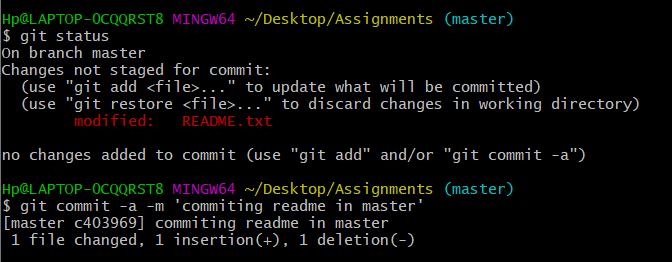 Hp@LAPTOP-OCQQRST8 MINGW64 ~/Desktop/Assignments (master)
$ git status
On branch master
Changes not staged for commit:
  (use "git add <file>..." to update what will be committed)
  (use "git restore <file>..." to discard changes in working directory)
        modified:   README.txt

no changes added to commit (use "git add" and/or "git commit -a")

Hp@LAPTOP-OCQQRST8 MINGW64 ~/Desktop/Assignments (master)
$ git commit -a -m 'commiting readme in master'
[master c403969] commiting readme in master
 1 file changed, 1 insertion(+), 1 deletion(-)